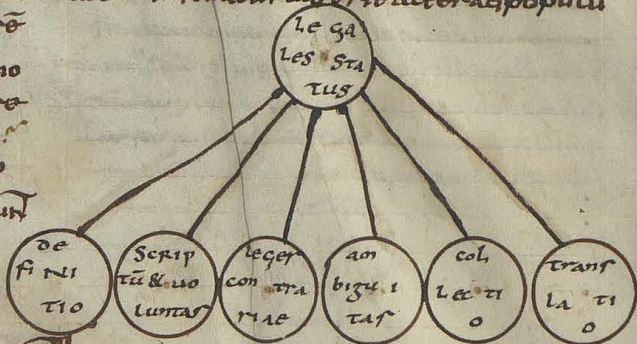 le ga
les sta
tus
de
fi ni
tio
scrip
tū & uo
luntas
leges
con tra
riae
am
bigu i
tas
col
lec ti
o
trans
la ti
o